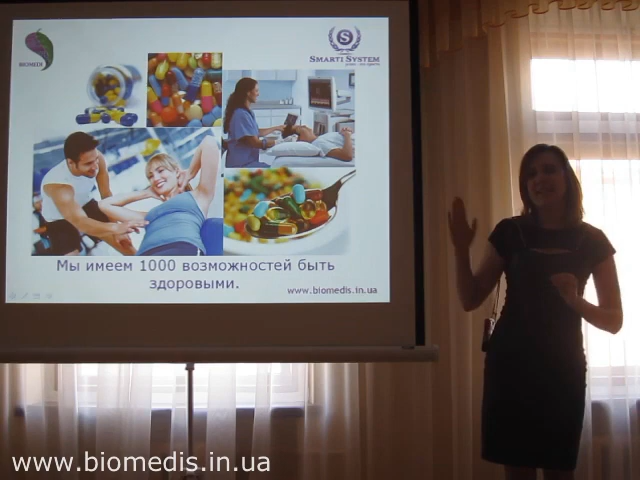 BIOMEDIS
S
SMARTI SYSTEM
Мы имеем 1000 возможностей быть
здоровыми.
www.biomedis.in.ua
www.biomedis.in.ua